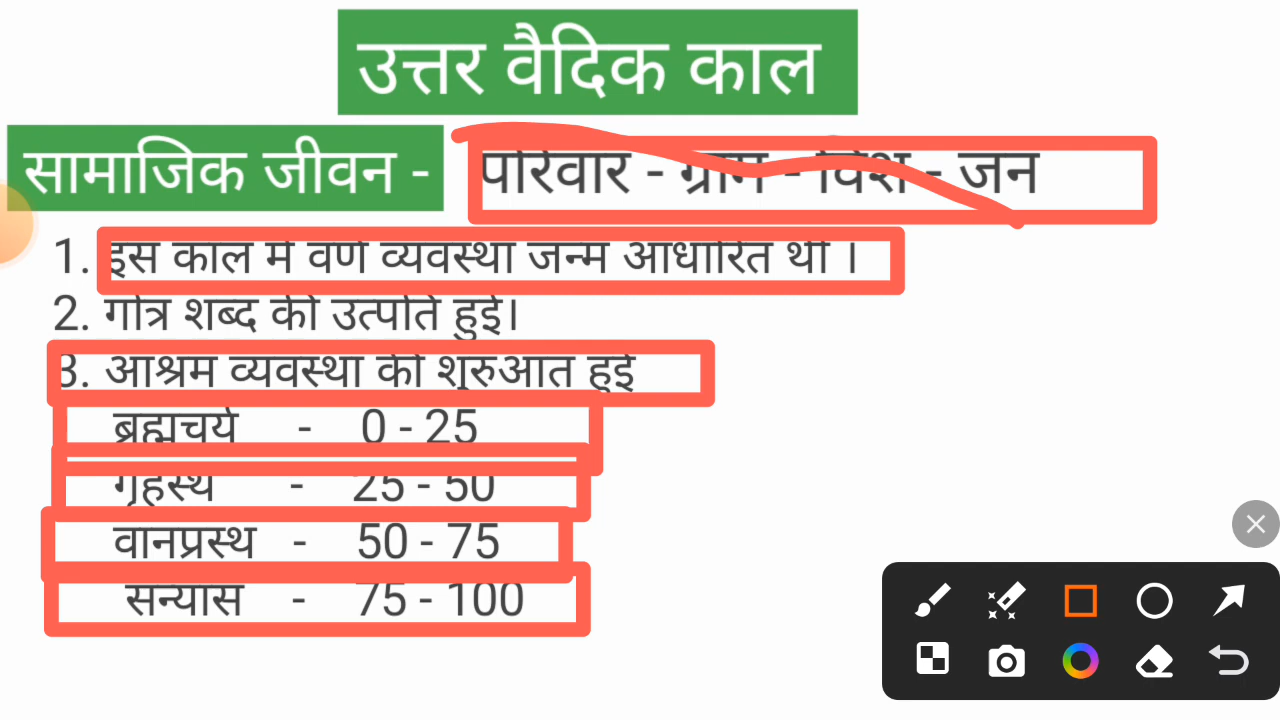 उत्तर वैदिक काल
सामाजिक जीवन - परिवार - ग्राम - विश - जन
1. इस काल में वर्ण व्यवस्था जन्म आधारित थी ।
2. गोत्र शब्द की उत्पति हुई।
3. आश्रम व्यवस्था की शुरुआत हुई
ब्रह्मचर्य - 0 - 25
गृहस्थ - 25 - 50
वानप्रस्थ - 50 - 75
सन्यास - 75 - 100